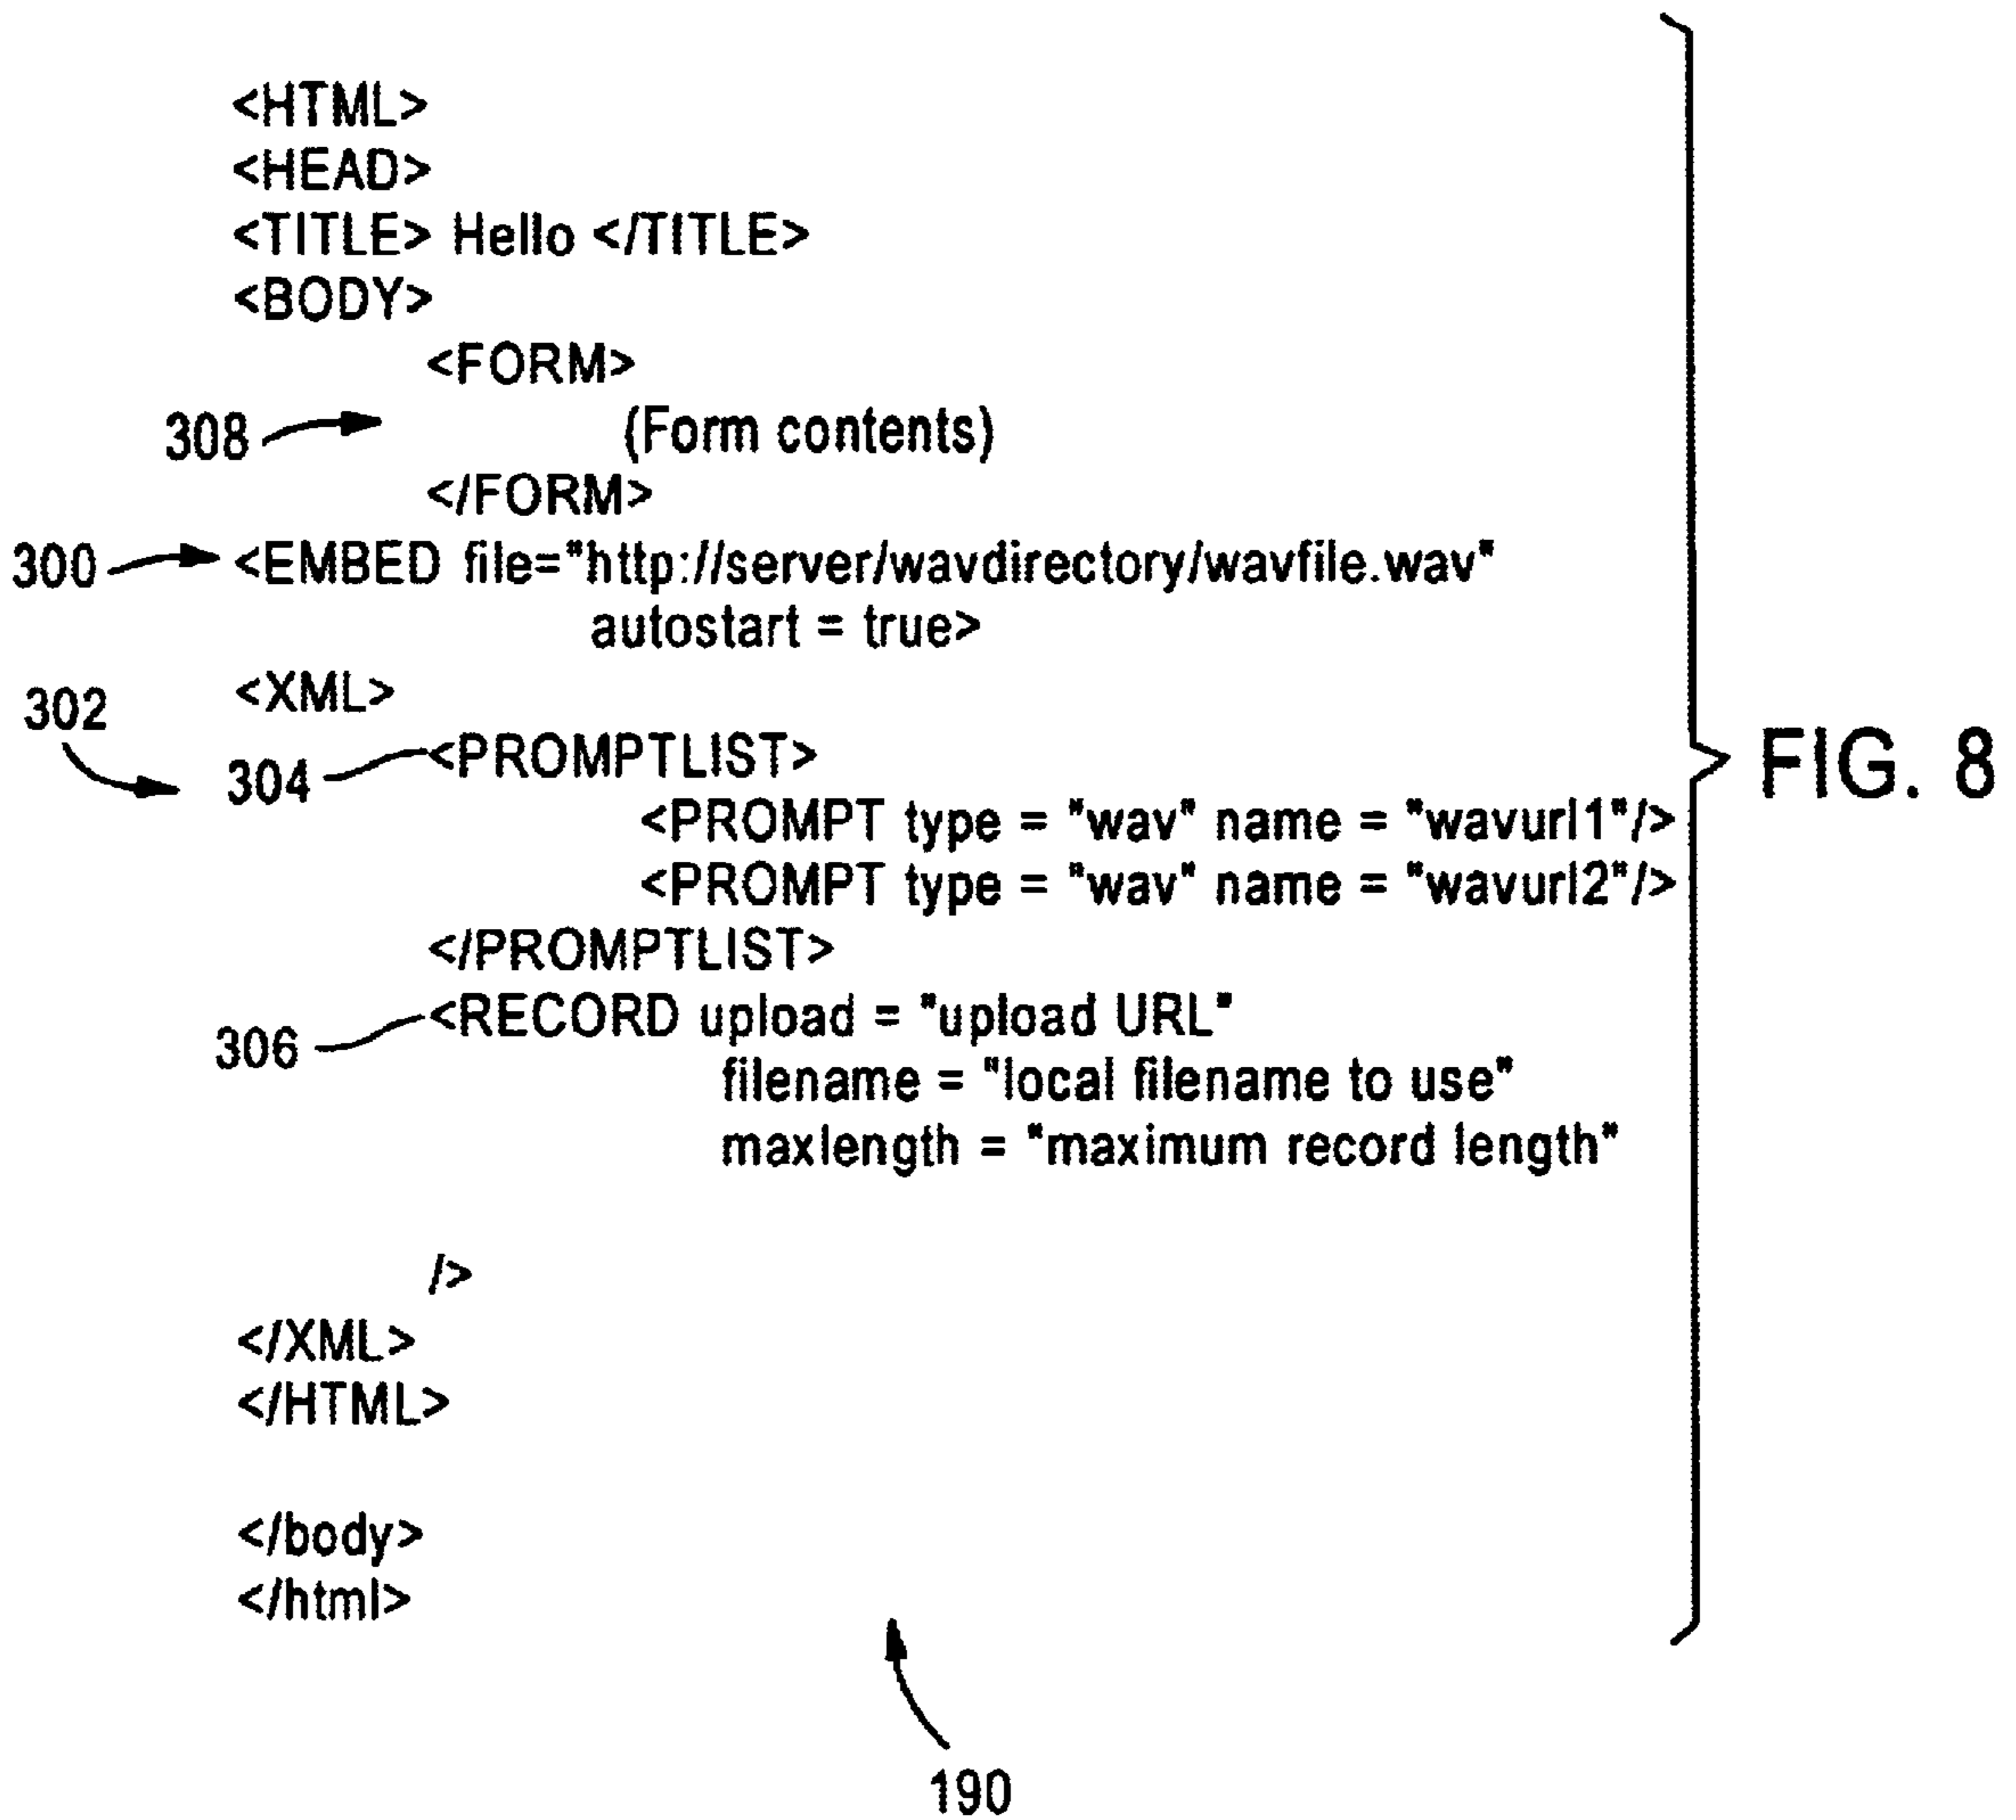 <HTML>
<HEAD>
<TITLE> Hello </TITLE>
<BODY>
<FORM>
308 (Form contents)
</FORM>
300 <EMBED file="http://server/wavdirectory/wavfile.wav"
autostart = true>
<XML>
302
304 <PROMPTLIST>
FIG. 8
<PROMPT type = "wav" name = "wavurl1"/>
<PROMPT type = "wav" name = "wavurl2"/>
</PROMPTLIST>
306 <RECORD upload = "upload URL"
filename = "local filename to use"
maxlength = "maximum record length"
/>
</XML>
</HTML>
</body>
</html>
190